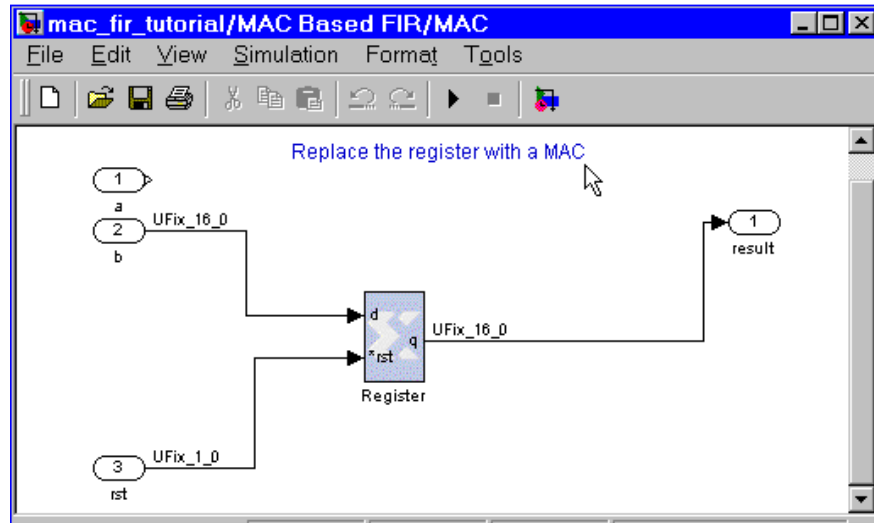 mac_fir_tutorial/MAC Based FIR/MAC
File Edit View Simulation Format Tools
Replace the register with a MAC
1
a
2
UFix_16_0
b
1
result
d
q
*rst
UFix_16_0
Register
3
UFix_1_0
rst